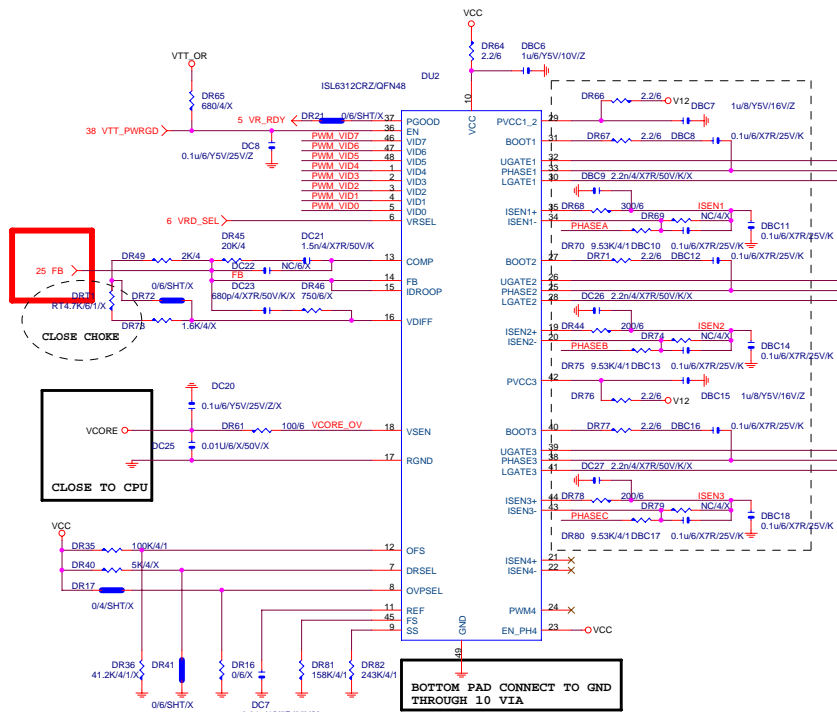 VCC
DR64
2.2/6
DBC6
1u/6/Y5V/10V/Z
VTT_OR
DR65
680/4/X
ISL6312CRZ/QFN48
DU2
38 VTT_PWRGD
5 VR_RDY
DR21
0/6/SHT/X
DC8
0.1u/6/Y5V/25V/Z
PWM_VID7
PWM_VID6
PWM_VID5
PWM_VID4
PWM_VID3
PWM_VID2
PWM_VID1
PWM_VID0
6 VRD_SEL
37 PGOOD
36 EN
46 VID7
47 VID6
48 VID5
1 VID4
2 VID3
3 VID2
4 VID1
5 VID0
6 VRSEL
10
VCC
25 FB
DR49
2K/4
DR45
20K/4
DC21
1.5n/4/X7R/50V/K
DC22
NC/6/X
FB
DC23
680p/4/X7R/50V/K/X
DR46
750/6/X
DRT1
RT4.7K/6/1/X
DR72
0/6/SHT/X
DR73
1.6K/4/X
CLOSE CHOKE
13 COMP
14 FB
15 IDROOP
16 VDIFF
DC20
0.1u/6/Y5V/25V/Z/X
VCORE
DR61
100/6
VCORE_OV
DC25
0.01U/6/X/50V/X
CLOSE TO CPU
18 VSEN
17 RGND
VCC
DR35
100K/4/1
DR40
5K/4/X
DR17
0/4/SHT/X
12 OFS
7 DRSEL
8 OVPSEL
11 REF
45 FS
9 SS
DR36
41.2K/4/1/X
DR41
0/6/SHT/X
DR16
0/6/X
DC7
DR81
158K/4/1
DR82
243K/4/1
GND
49
BOTTOM PAD CONNECT TO GND
THROUGH 10 VIA
PVCC1_2 29
BOOT1 31
UGATE1 32
PHASE1 33
LGATE1 30
ISEN1+ 35
ISEN1- 34
BOOT2 27
UGATE2 26
PHASE2 25
LGATE2 28
ISEN2+ 19
ISEN2- 20
PVCC3 42
BOOT3 40
UGATE3 39
PHASE3 38
LGATE3 41
ISEN3+ 44
ISEN3- 43
ISEN4+ 21
ISEN4- 22
PWM4 24
EN_PH4 23
VCC
DR66
2.2/6
V12
DBC7
1u/8/Y5V/16V/Z
DR67
2.2/6
DBC8
0.1u/6/X7R/25V/K
DBC9 2.2n/4/X7R/50V/K/X
DR68
300/6
ISEN1
DR69
NC/4/X
PHASEA
DBC11
0.1u/6/X7R/25V/K
DR70 9.53K/4/1 DBC10 0.1u/6/X7R/25V/K
DR71
2.2/6
DBC12
0.1u/6/X7R/25V/K
DC26 2.2n/4/X7R/50V/K/X
DR44
200/6
ISEN2
DR74
NC/4/X
PHASEB
DBC14
0.1u/6/X7R/25V/K
DR75 9.53K/4/1 DBC13 0.1u/6/X7R/25V/K
DR76
2.2/6
V12
DBC15
1u/8/Y5V/16V/Z
DR77
2.2/6
DBC16
0.1u/6/X7R/25V/K
DC27 2.2n/4/X7R/50V/K/X
DR78
200/6
ISEN3
DR79
NC/4/X
PHASEC
DBC18
0.1u/6/X7R/25V/K
DR80 9.53K/4/1 DBC17 0.1u/6/X7R/25V/K